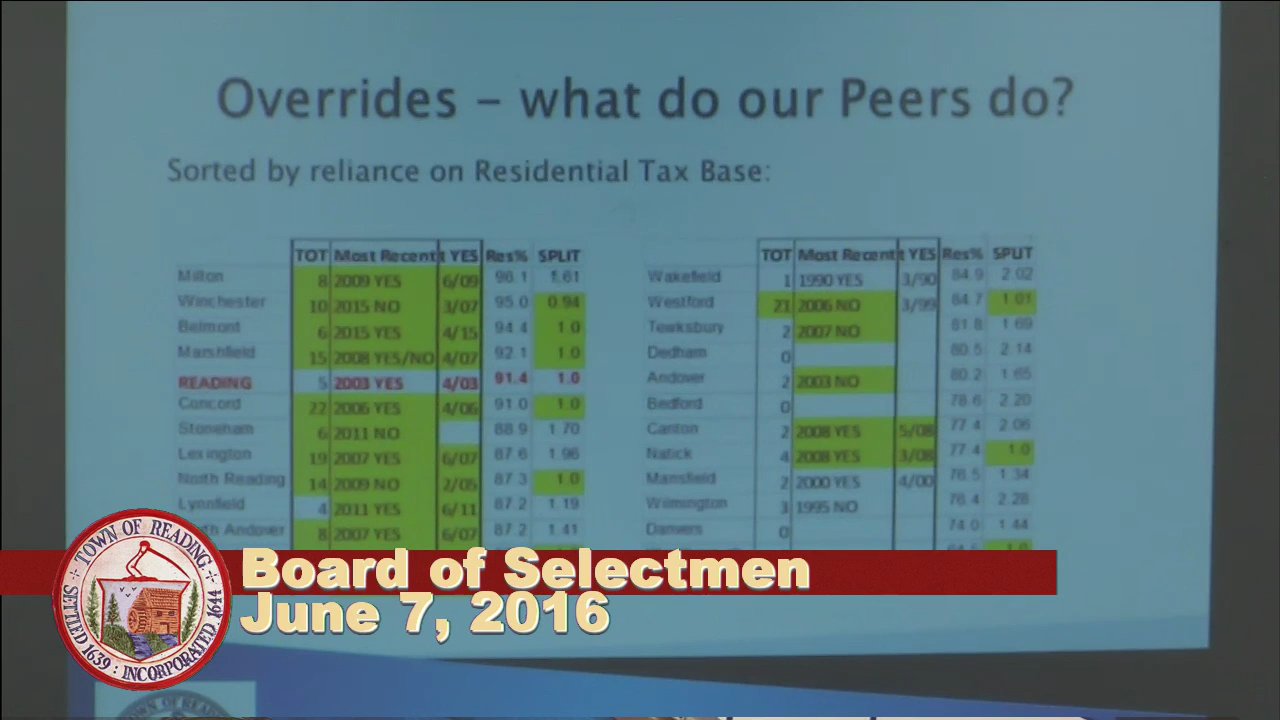 Overrides – what do our Peers do?
Sorted by reliance on Residential Tax Base:
TOT Most Recent t YES Res% SPLIT
Milton 8 2009 YES 6/09 96.1 1.61
Winchester 10 2015 NO 3/07 95.0 0.94
Belmont 6 2015 YES 4/15 94.4 1.0
Marshfield 15 2008 YES/NO 4/07 92.1 1.0
READING 5 2003 YES 4/03 91.4 1.0
Concord 22 2006 YES 4/06 91.0 1.0
Stoneham 6 2011 NO 88.9 1.70
Lexington 19 2007 YES 6/07 87.6 1.96
North Reading 14 2009 NO 2/05 87.3 1.0
Lynnfield 4 2011 YES 6/11 87.2 1.19
th Andover 8 2007 YES 6/07 87.2 1.41
TOT Most Recent t YES Res% SPLIT
Wakefield 1 1990 YES 3/90 84.9 2.02
Westford 21 2006 NO 3/99 84.7 1.01
Tewksbury 2 2007 NO 81.8 1.69
Dedham 0 80.5 2.14
Andover 2 2003 NO 80.2 1.65
Bedford 0 78.6 2.20
Canton 2 2008 YES 5/08 77.4 2.06
Natick 4 2008 YES 3/08 77.4 1.0
Mansfield 2 2000 YES 4/00 76.5 1.34
Wilmington 3 1995 NO 76.4 2.28
Danvers 0 74.0 1.44
TOWN OF READING
SETTLED 1639 : INCORPORATED 1644
Board of Selectmen
June 7, 2016
TOWN OF READ